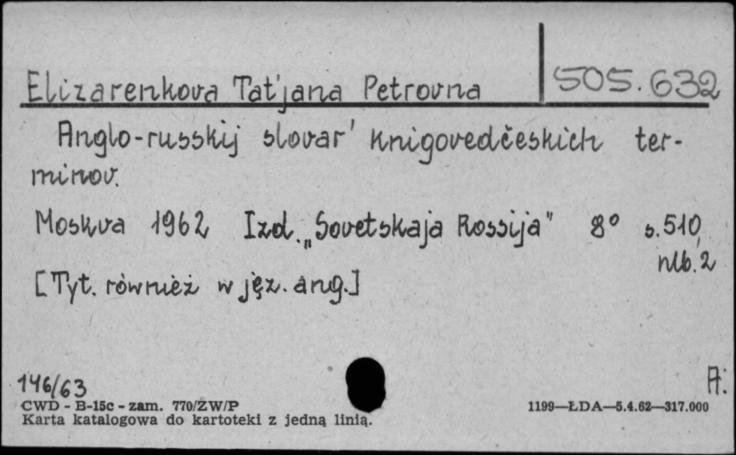 Elizarenkova Tat'jana Petrovna 505.632
Anglo-russkij slovar' knigovedčeskich ter-
minov.
Moskva 1962 Izd. „Sovetskaja Rossija" 8° s.510,
nlb. 2
[Tyt. również w jęz. ang.]
146/63
A:
CWD - B-15c - zam. 770/ZW/P
1199—ŁDA—5.4.62—317.000
Karta katalogowa do kartoteki z jedną linią.